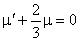 μ′ + 2/3 μ = 0